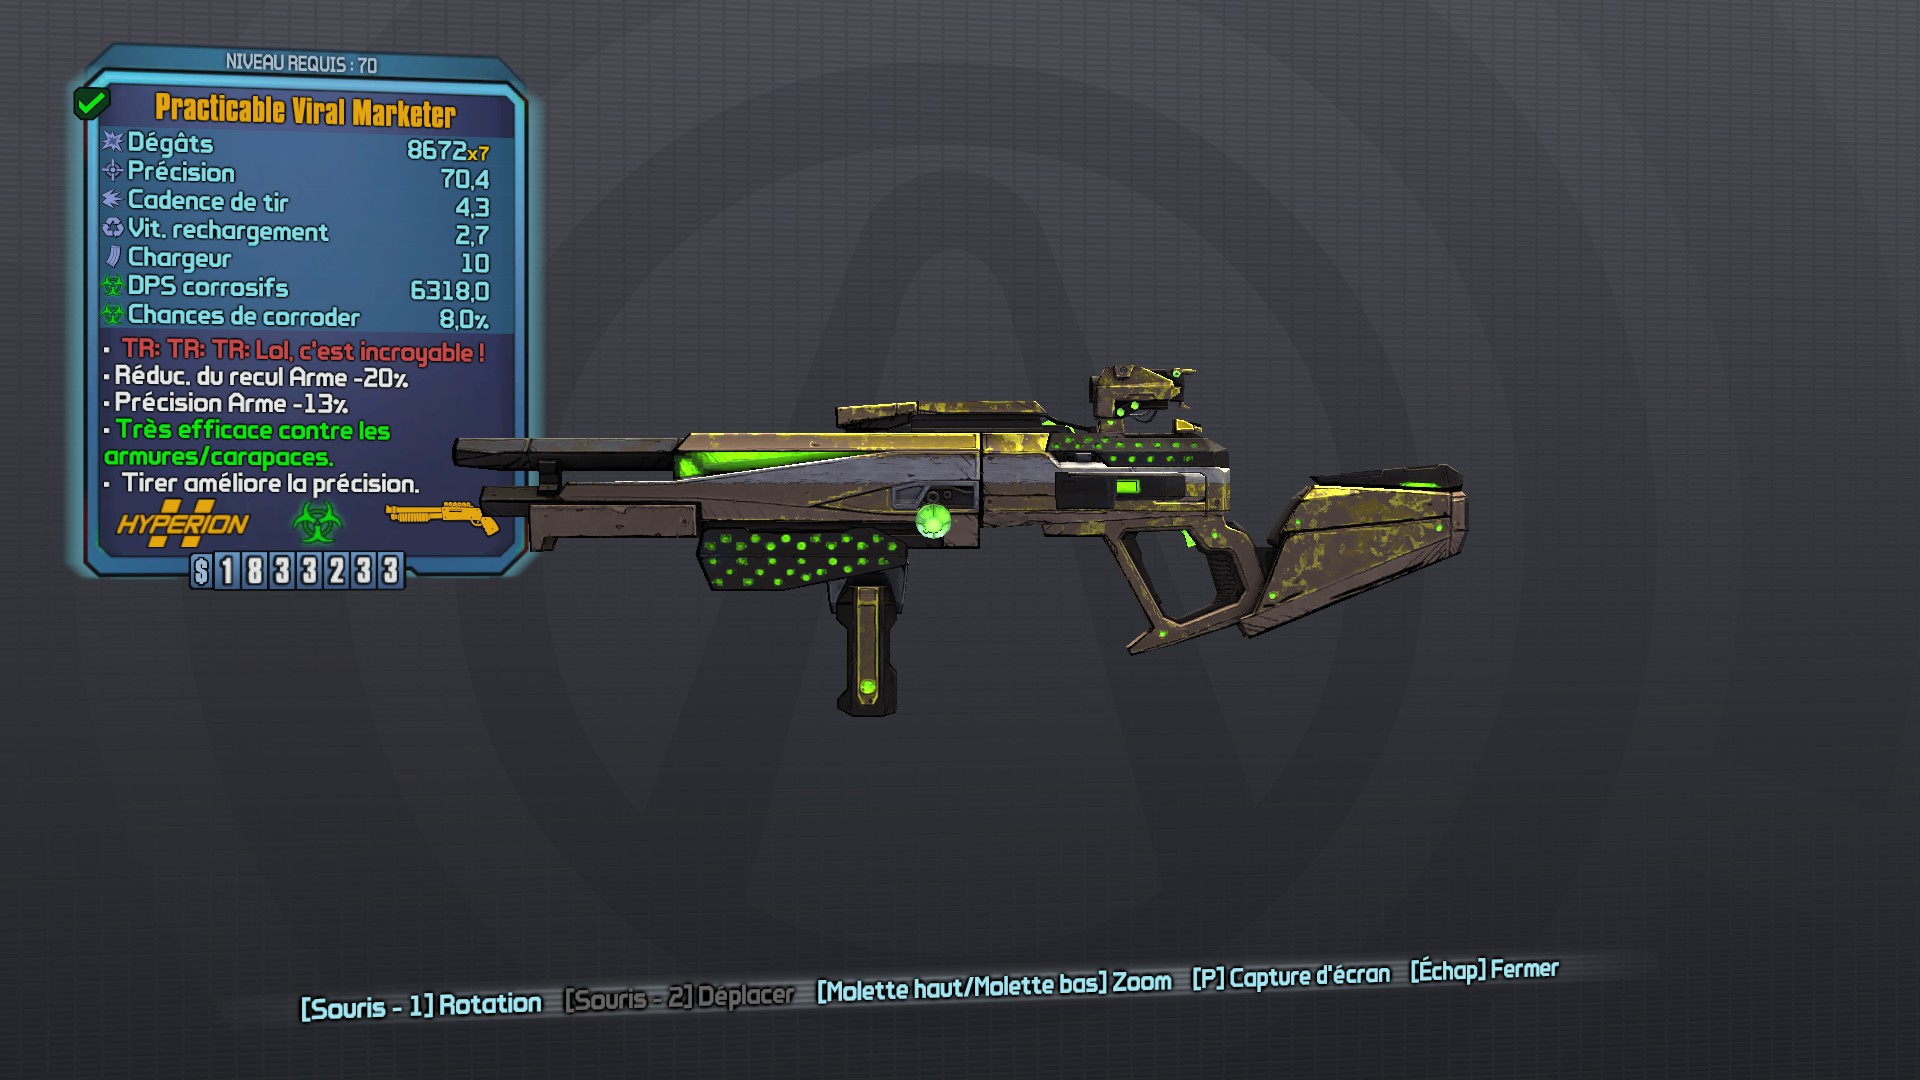 NIVEAU REQUIS : 70
Practicable Viral Marketer
Dégâts 8672x7
Précision 70,4
Cadence de tir 4,3
Vit. rechargement 2,7
Chargeur 10
DPS corrosifs 6318,0
Chances de corroder 8,0%
• TR: TR: TR: Lol, c'est incroyable !
• Réduc. du recul Arme -20%
• Précision Arme -13%
• Très efficace contre les
armures/carapaces.
• Tirer améliore la précision.
HYPERION
$ 1833233
[Souris - 1] Rotation [Souris - 2] Déplacer [Molette haut/Molette bas] Zoom [P] Capture d'écran [Échap] Fermer